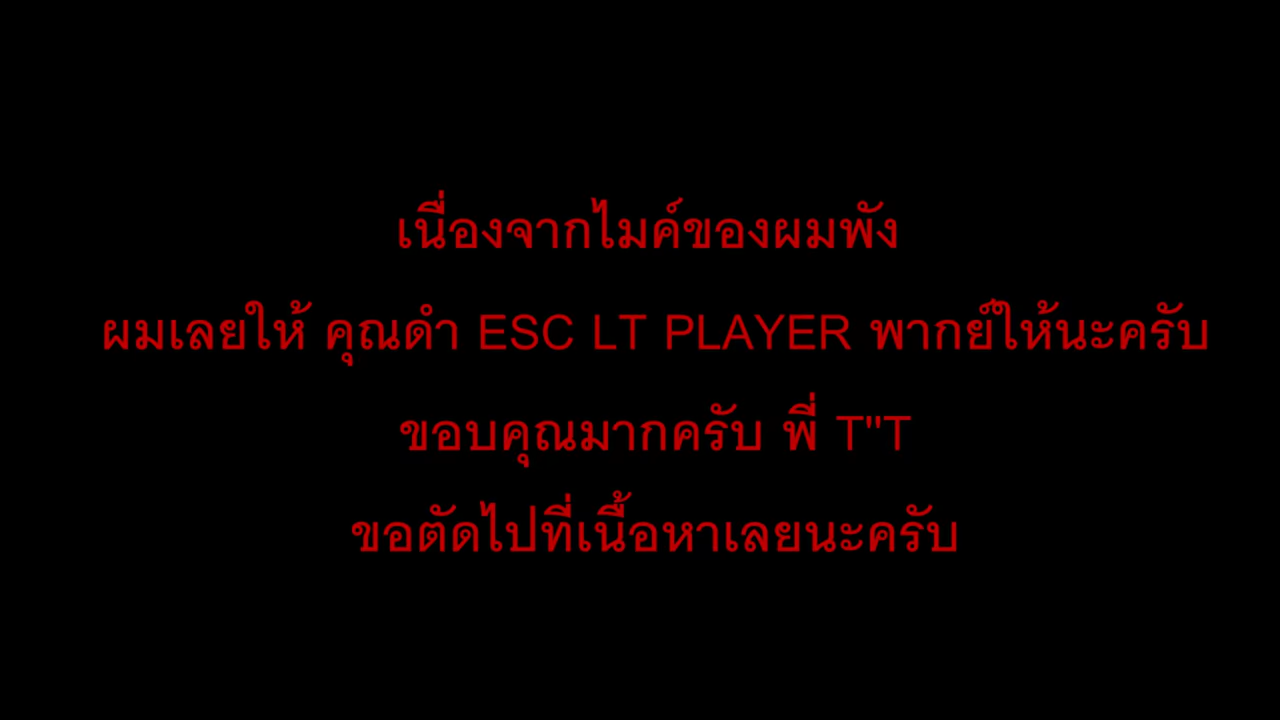 เนื่องจากไมค์ของผมพัง
ผมเลยให้ คุณดำ ESC LT PLAYER พากย์ให้นะครับ
ขอบคุณมากครับ พี่ T"T
ขอตัดไปที่เนื้อหาเลยนะครับ